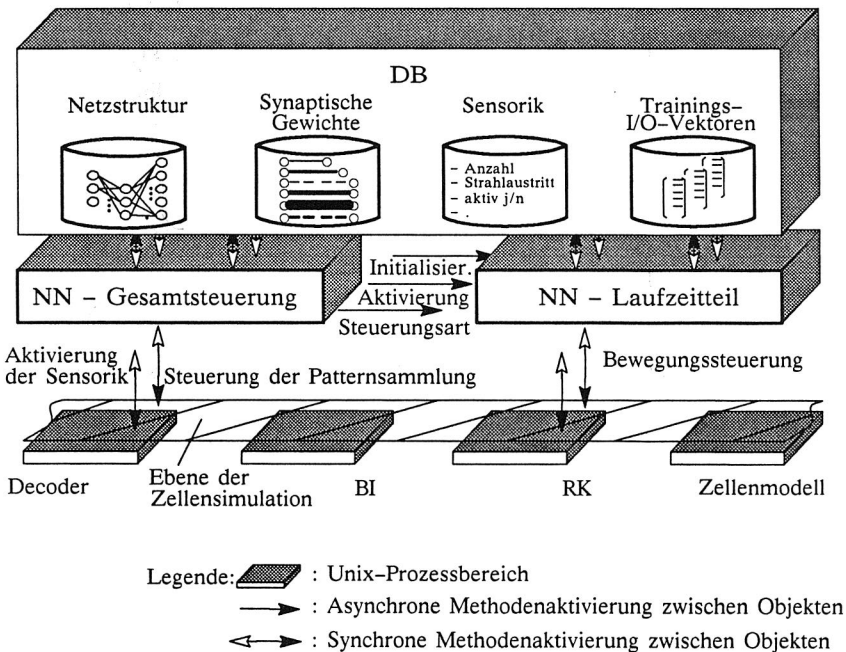 DB
Netzstruktur
Synaptische
Gewichte
Sensorik
Trainings-
I/O-Vektoren
- Anzahl
- Strahlaustritt
- aktiv j/n
- .
NN - Gesamtsteuerung
Initialisier.
Aktivierung
Steuerungsart
NN - Laufzeitteil
Aktivierung
der Sensorik
Steuerung der Patternsammlung
Bewegungssteuerung
Decoder
Ebene der
Zellensimulation
BI
RK
Zellenmodell
Legende:
: Unix-Prozessbereich
: Asynchrone Methodenaktivierung zwischen Objekten
: Synchrone Methodenaktivierung zwischen Objekten